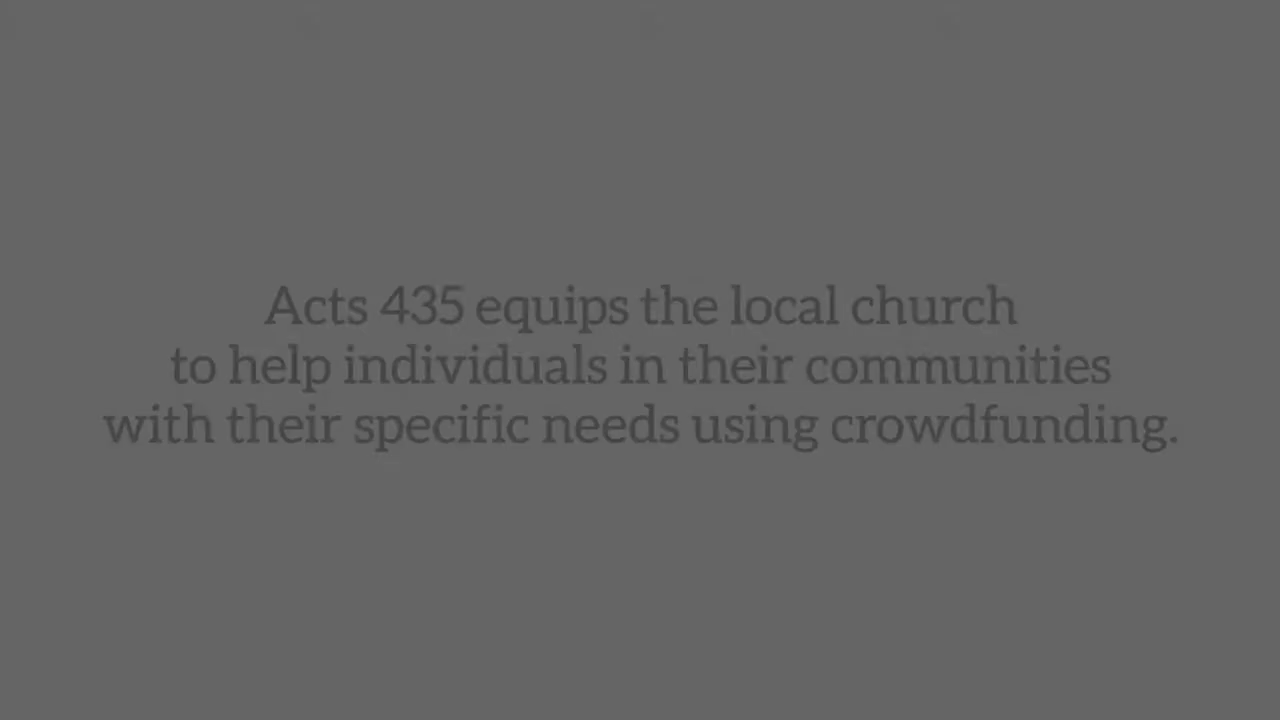 Acts 435 equips the local church
to help individuals in their communities
with their specific needs using crowdfunding.